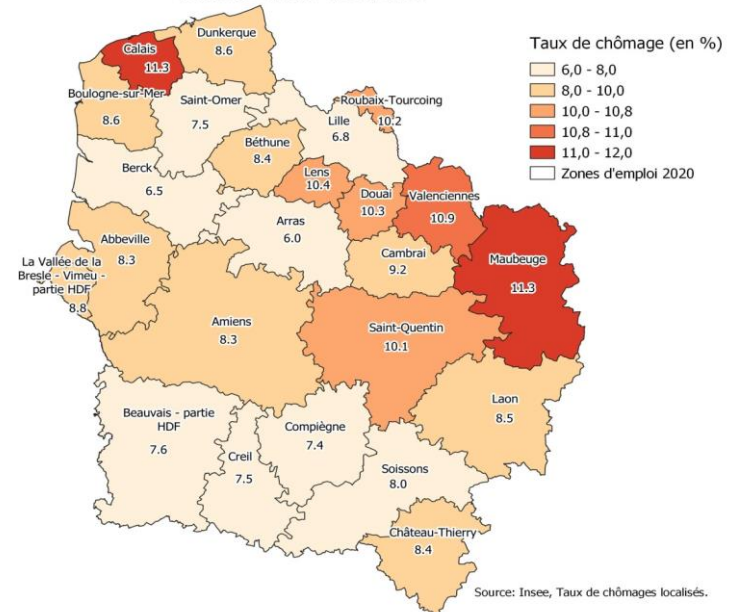 Dunkerque
8.6
Calais
11.3
Boulogne-sur-Mer
8.6
Saint-Omer
7.5
Roubaix-Tourcoing
10.2
Lille
6.8
Béthune
8.4
Berck
6.5
Lens
10.4
Douai
10.3
Valenciennes
10.9
Arras
6.0
Abbeville
8.3
Cambrai
9.2
Maubeuge
11.3
La Vallée de la
Bresle - Vimeu -
partie HDF
8.8
Amiens
8.3
Saint-Quentin
10.1
Laon
8.5
Beauvais - partie
HDF
7.6
Compiègne
7.4
Creil
7.5
Soissons
8.0
Château-Thierry
8.4
Taux de chômage (en %)
6,0 - 8,0
8,0 - 10,0
10,0 - 10,8
10,8 - 11,0
11,0 - 12,0
Zones d'emploi 2020
Source: Insee, Taux de chômages localisés.